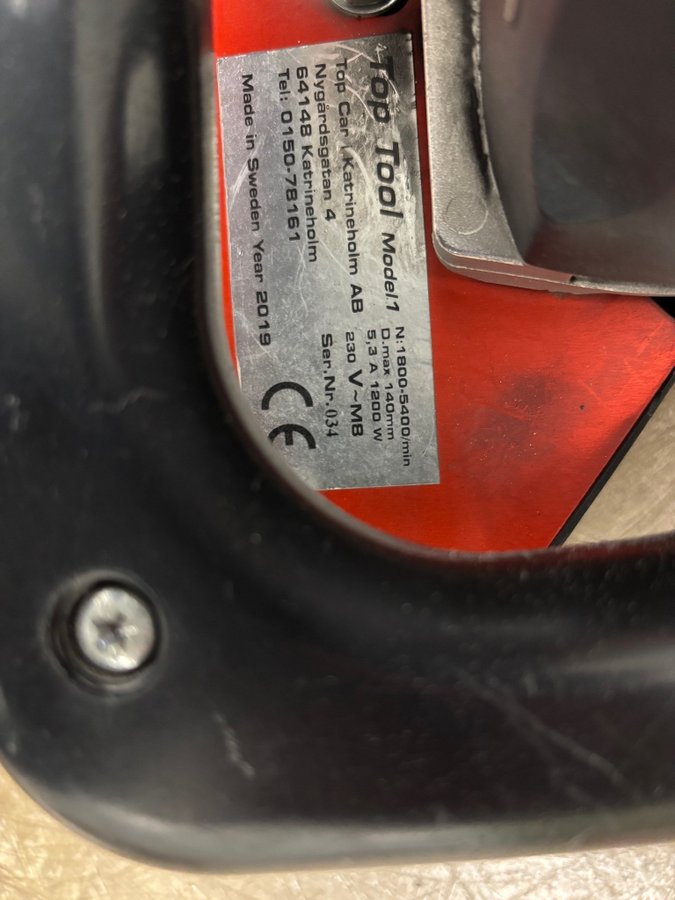 Top Tool Model.1
Top Car i Katrineholm AB
Nygårdsgatan 4
64148 Katrineholm
Tel: 0150-78161
Made in Sweden Year 2019
N:1800-5400/min
D.max 140mm
5,3 A 1200 W
230 V~M8
Ser.Nr.034
CE